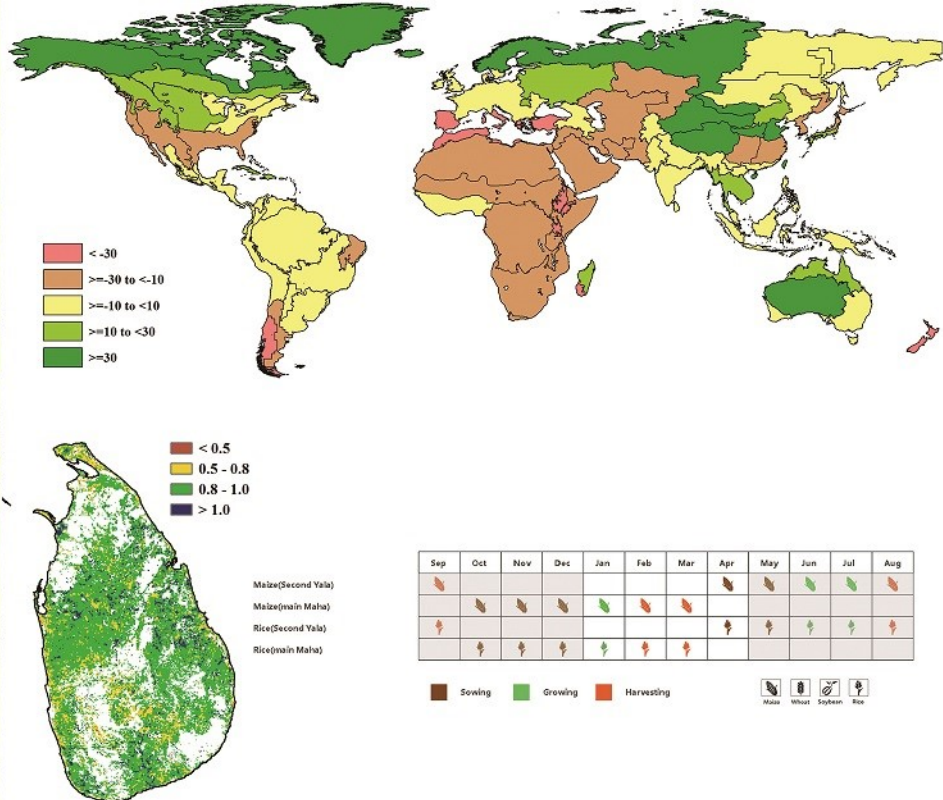 < -30
>=-30 to <-10
>=-10 to <10
>=10 to <30
>=30
< 0.5
0.5 - 0.8
0.8 - 1.0
> 1.0
Sep Oct Nov Dec Jan Feb Mar Apr May Jun Jul Aug
Maize(Second Yala)
Maize(main Maha)
Rice(Second Yala)
Rice(main Maha)
Sowing Growing Harvesting
Maize Wheat Soybean Rice